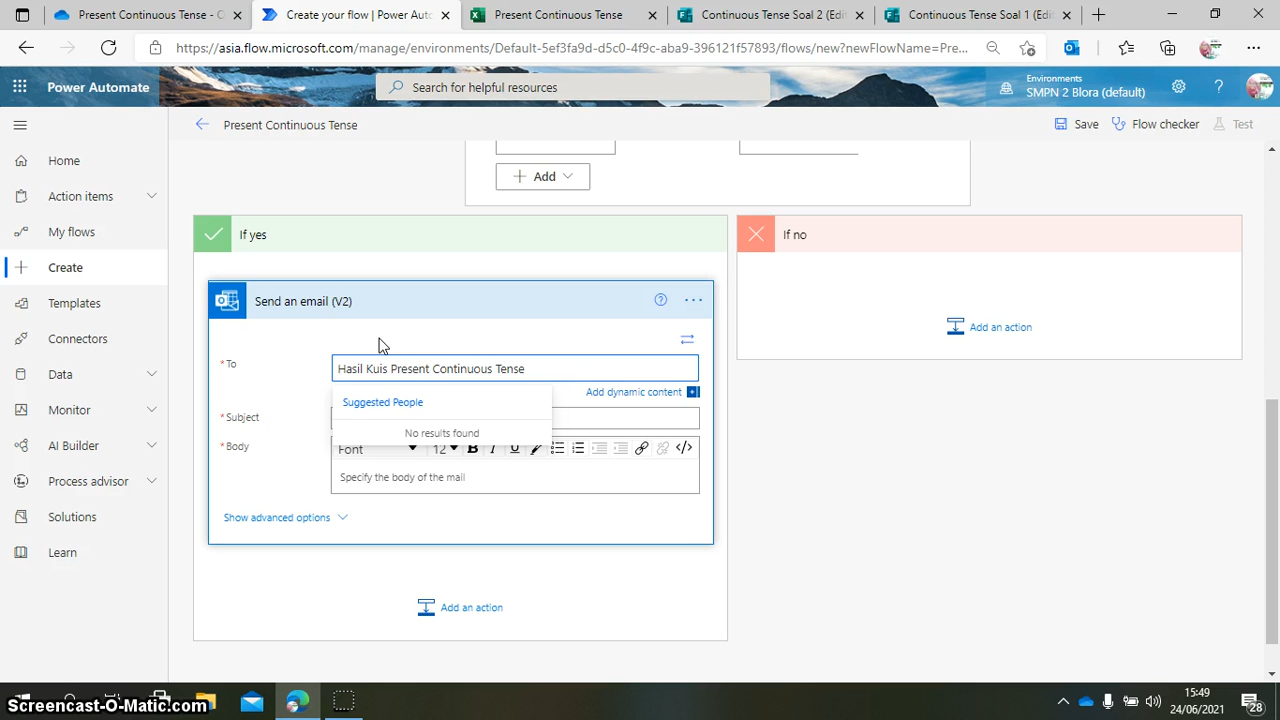 Present Continuous Tense - O
Create your flow | Power Auto
Present Continuous Tense
Continuous Tense Soal 2 (Edit
Continuous Tense Soal 1 (Edit
https://asia.flow.microsoft.com/manage/environments/Default-5ef3fa9d-d5c0-4f9c-aba9-396121f57893/flows/new?newFlowName=Pre...
Power Automate
Search for helpful resources
Environments
SMPN 2 Blora (default)
Present Continuous Tense
Save
Flow checker
Test
Home
Action items
My flows
Create
Templates
Connectors
Data
Monitor
AI Builder
Process advisor
Solutions
Learn
Add
If yes
If no
Send an email (V2)
Add an action
* To
Hasil Kuis Present Continuous Tense
Add dynamic content
Suggested People
* Subject
No results found
* Body
Font
12
B I U
Specify the body of the mail
Show advanced options
Add an action
15:49
24/06/2021
28
Screencast-O-Matic.com